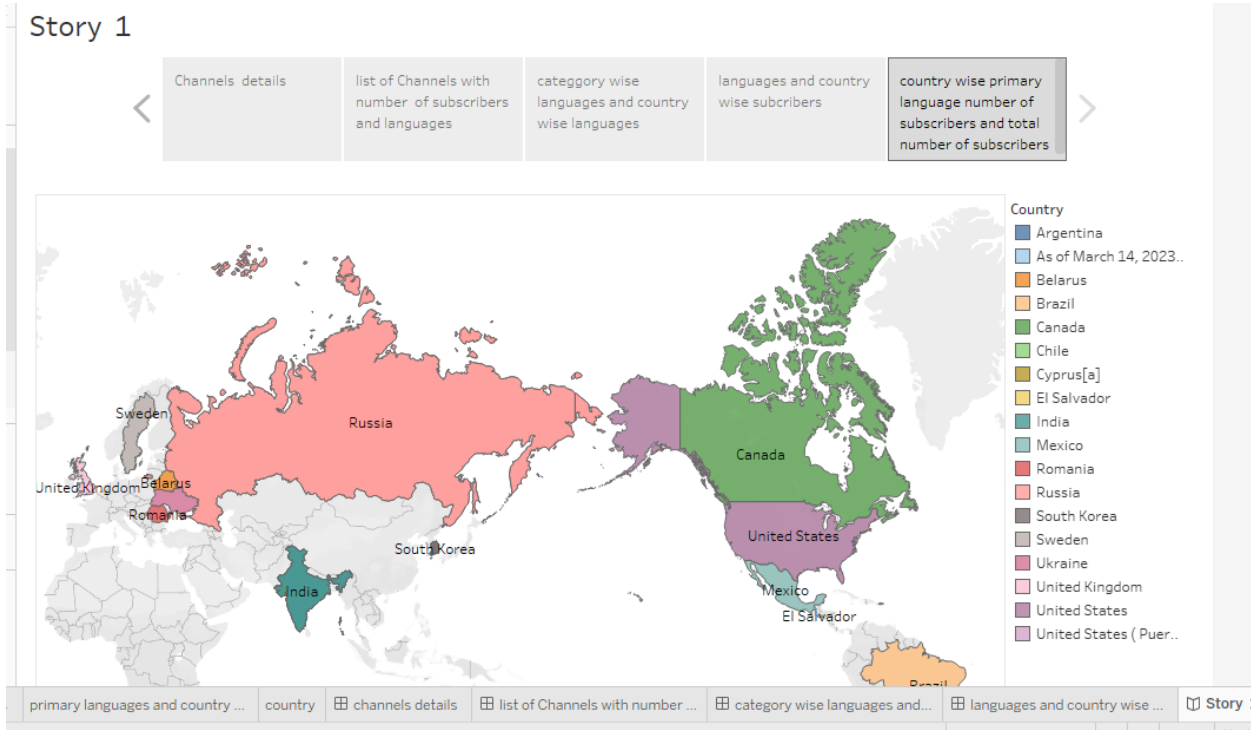 Story 1
Channels details
list of Channels with
number of subscribers
and languages
categgory wise
languages and country
wise languages
languages and country
wise subcribers
country wise primary
language number of
subscribers and total
number of subscribers
Country
Argentina
As of March 14, 2023..
Belarus
Brazil
Canada
Chile
Cyprus[a]
El Salvador
India
Mexico
Romania
Russia
South Korea
Sweden
Ukraine
United Kingdom
United States
United States ( Puer..
Sweden
Russia
Canada
United Kingdom
Belarus
Romania
United States
South Korea
India
Mexico
El Salvador
Brazil
primary languages and country ...
country
channels details
list of Channels with number ...
category wise languages and...
languages and country wise ...
Story 1